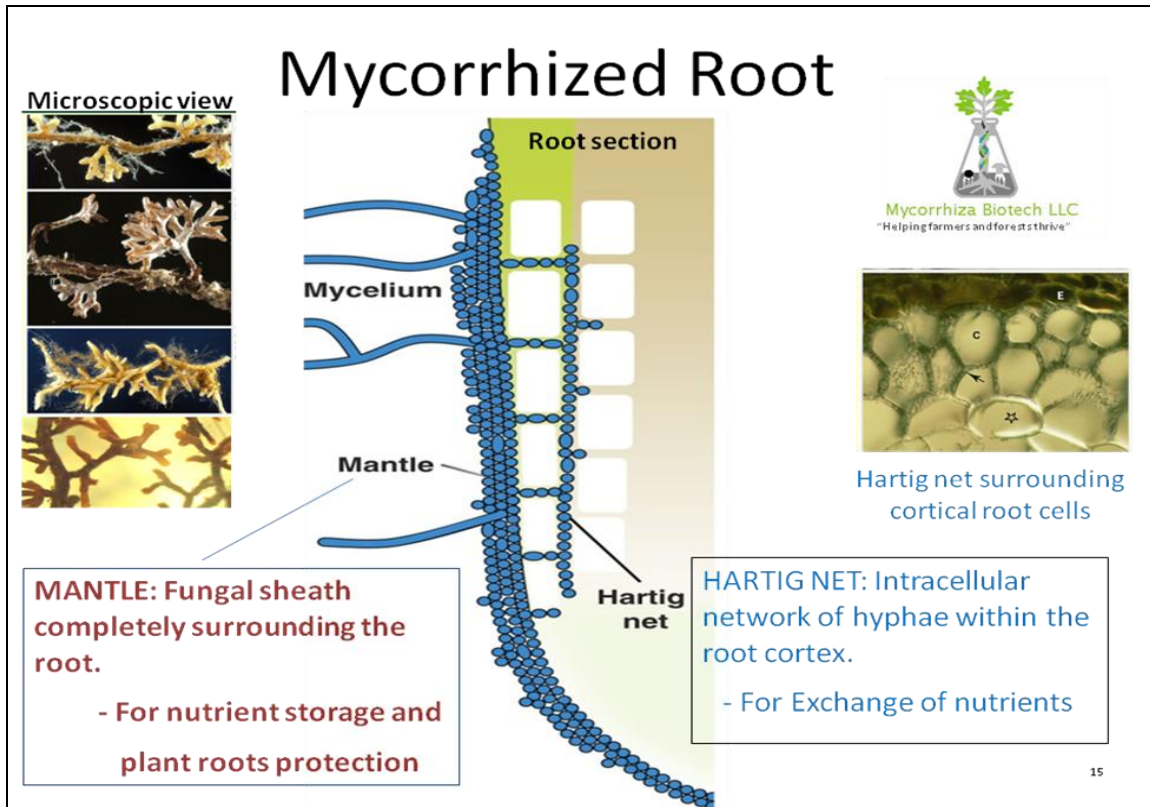 Mycorrhized Root
Microscopic view
Root section
Mycelium
Mantle
Hartig
net
Mycorrhiza Biotech LLC
"Helping farmers and forests thrive"
E
C
Hartig net surrounding
cortical root cells
MANTLE: Fungal sheath
completely surrounding the
root.
- For nutrient storage and
plant roots protection
HARTIG NET: Intracellular
network of hyphae within the
root cortex.
- For Exchange of nutrients
15